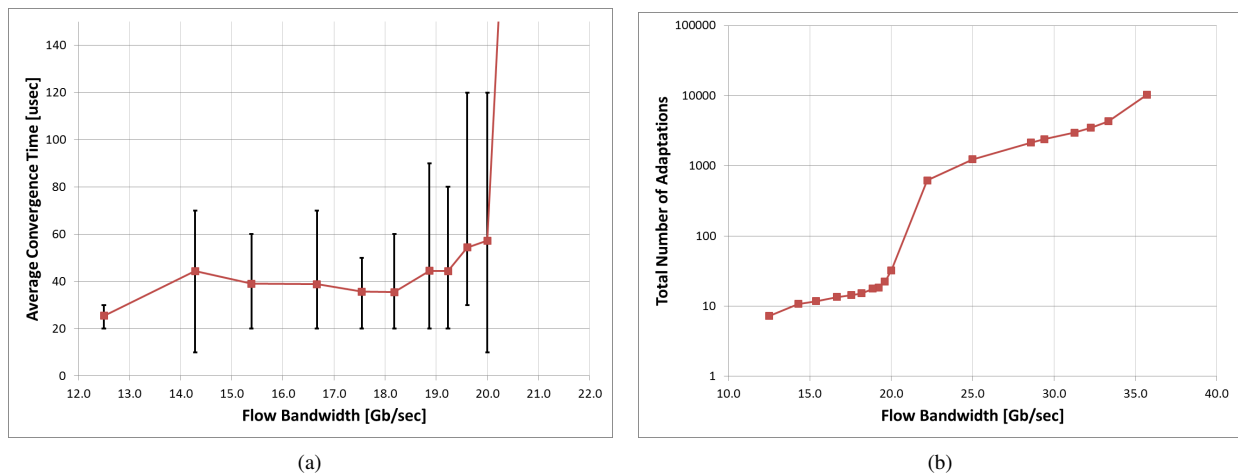 Average Convergence Time [usec]
140
120
100
80
60
40
20
0
12.0 13.0 14.0 15.0 16.0 17.0 18.0 19.0 20.0 21.0 22.0
Flow Bandwidth [Gb/sec]
(a)
Total Number of Adaptations
100000
10000
1000
100
10
1
10.0 15.0 20.0 25.0 30.0 35.0 40.0
Flow Bandwidth [Gb/sec]
(b)